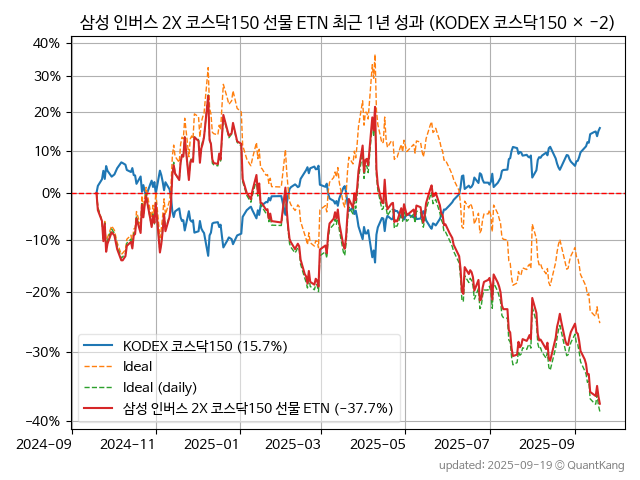 삼성 인버스 2X 코스닥150 선물 ETN 최근 1년 성과 (KODEX 코스닥150 × −2)
40%
30%
20%
10%
0%
−10%
−20%
−30%
−40%
KODEX 코스닥150 (15.7%)
Ideal
Ideal (daily)
삼성 인버스 2X 코스닥150 선물 ETN (−37.7%)
2024-09 2024-11 2025-01 2025-03 2025-05 2025-07 2025-09
updated: 2025-09-19 © QuantKang